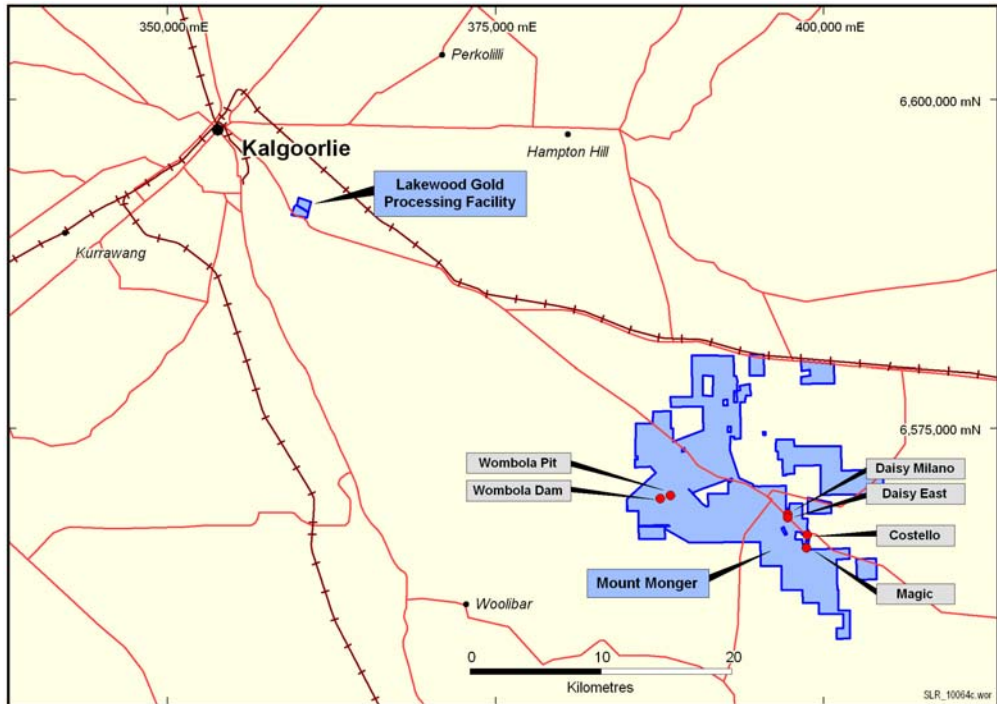 350,000 mE
375,000 mE
400,000 mE
Perkolilli
6,600,000 mN
Kalgoorlie
Hampton Hill
Lakewood Gold
Processing Facility
Kurrawang
6,575,000 mN
Wombola Pit
Daisy Milano
Wombola Dam
Daisy East
Costello
Mount Monger
Magic
Woolibar
0
10
20
Kilometres
SLR_10064c.wor